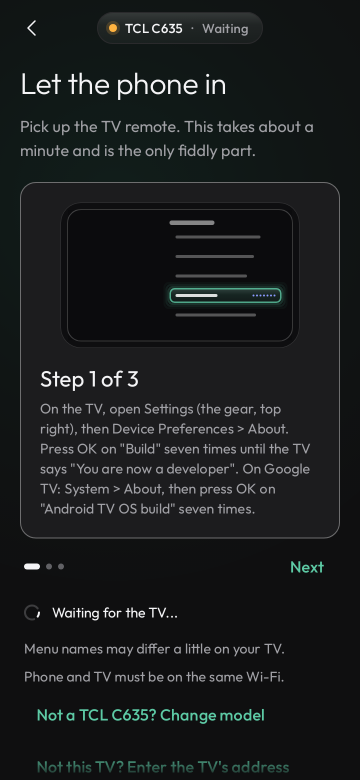 TCL C635 · Waiting
Let the phone in
Pick up the TV remote. This takes about a
minute and is the only fiddly part.
Step 1 of 3
On the TV, open Settings (the gear, top
right), then Device Preferences > About.
Press OK on "Build" seven times until the TV
says "You are now a developer". On Google
TV: System > About, then press OK on
"Android TV OS build" seven times.
Next
Waiting for the TV...
Menu names may differ a little on your TV.
Phone and TV must be on the same Wi-Fi.
Not a TCL C635? Change model
Not this TV? Enter the TV's address